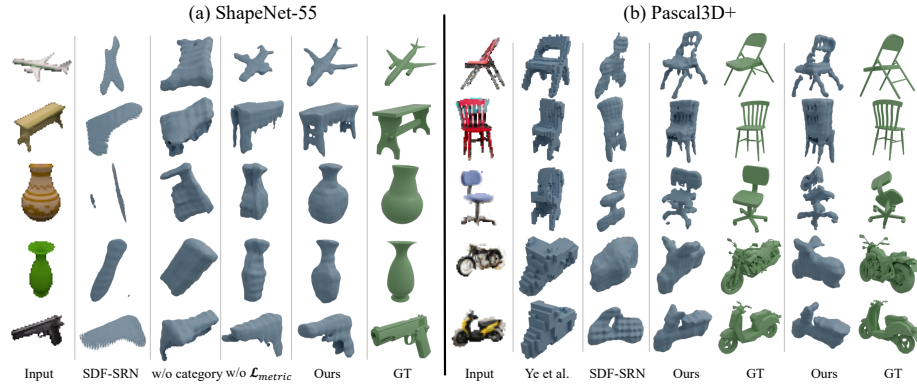 (a) ShapeNet-55
(b) Pascal3D+
Input SDF-SRN w/o category w/o ℒmetric Ours GT
Input Ye et al. SDF-SRN Ours GT Ours GT